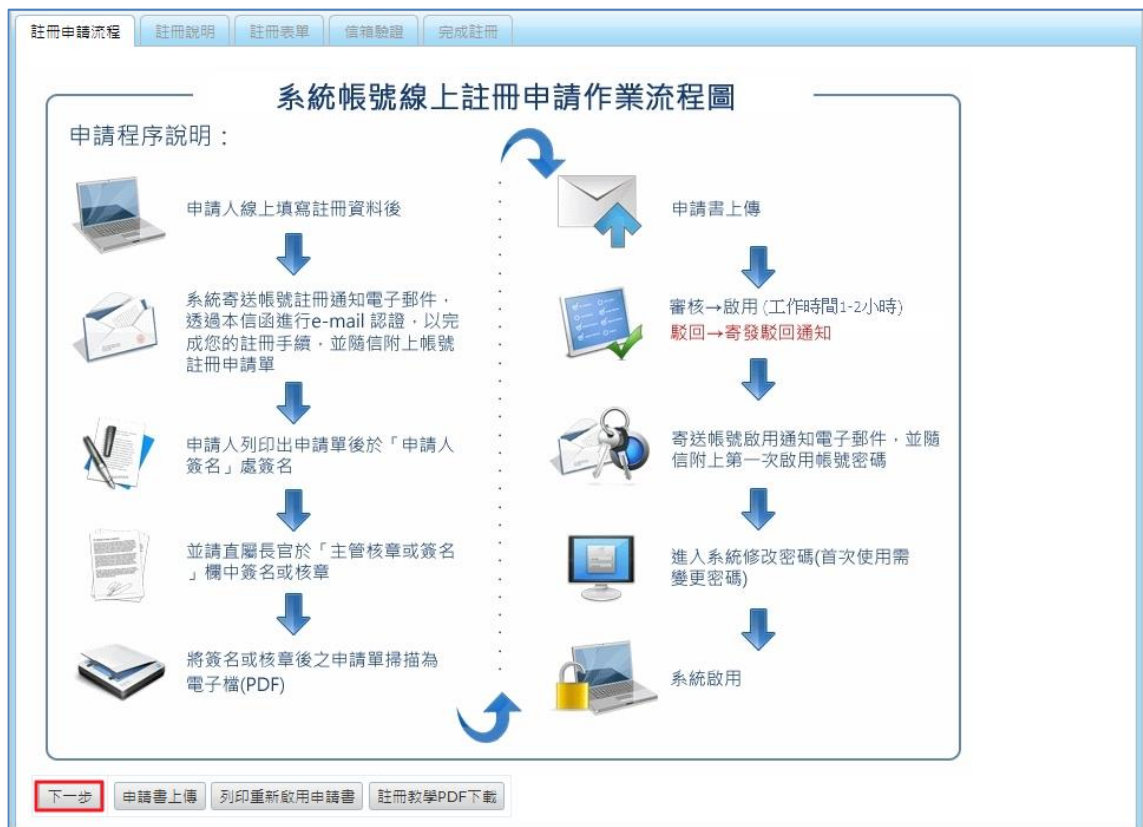 註冊申請流程
註冊說明
註冊表單
信箱驗證
完成註冊
系統帳號線上註冊申請作業流程圖
申請程序說明：
申請人線上填寫註冊資料後
系統寄送帳號註冊通知電子郵件，
透過本信函進行e-mail 認證，以完
成您的註冊手續，並隨信附上帳號
註冊申請單
申請人列印出申請單後於「申請人
簽名」處簽名
並請直屬長官於「主管核章或簽名
」欄中簽名或核章
將簽名或核章後之申請單掃描為
電子檔(PDF)
申請書上傳
審核→啟用 (工作時間1-2小時)
駁回→寄發駁回通知
寄送帳號啟用通知電子郵件，並隨
信附上第一次啟用帳號密碼
進入系統修改密碼(首次使用需
變更密碼)
系統啟用
下一步
申請書上傳
列印重新啟用申請書
註冊教學PDF下載